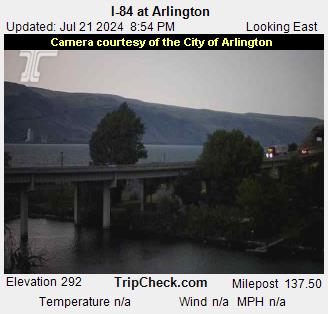 I-84 at Arlington
Updated: Jul 21 2024 8:54 PM Looking East
Camera courtesy of the City of Arlington
Elevation 292 TripCheck.com Milepost 137.50
Temperature n/a Wind n/a MPH n/a